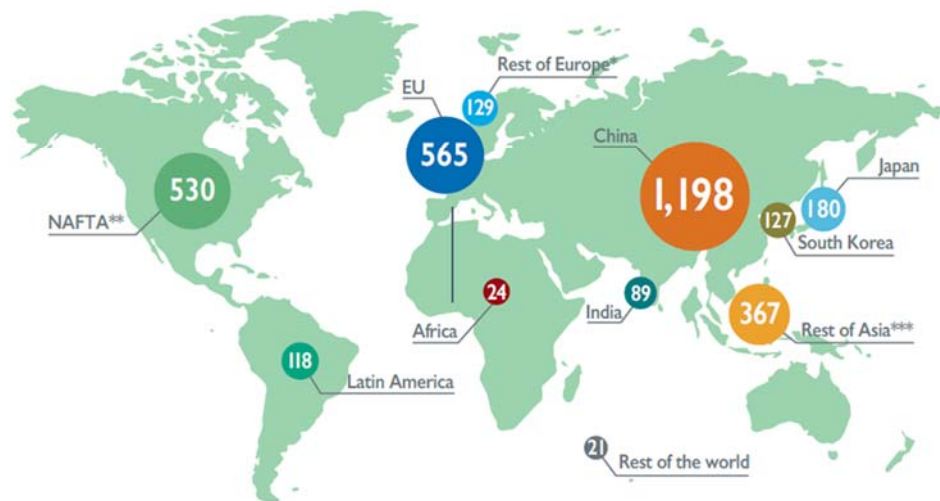 Rest of Europe*
EU
129
565
China
1,198
530
NAFTA**
Japan
180
127
South Korea
24
Africa
89
India
367
Rest of Asia***
118
Latin America
21
Rest of the world